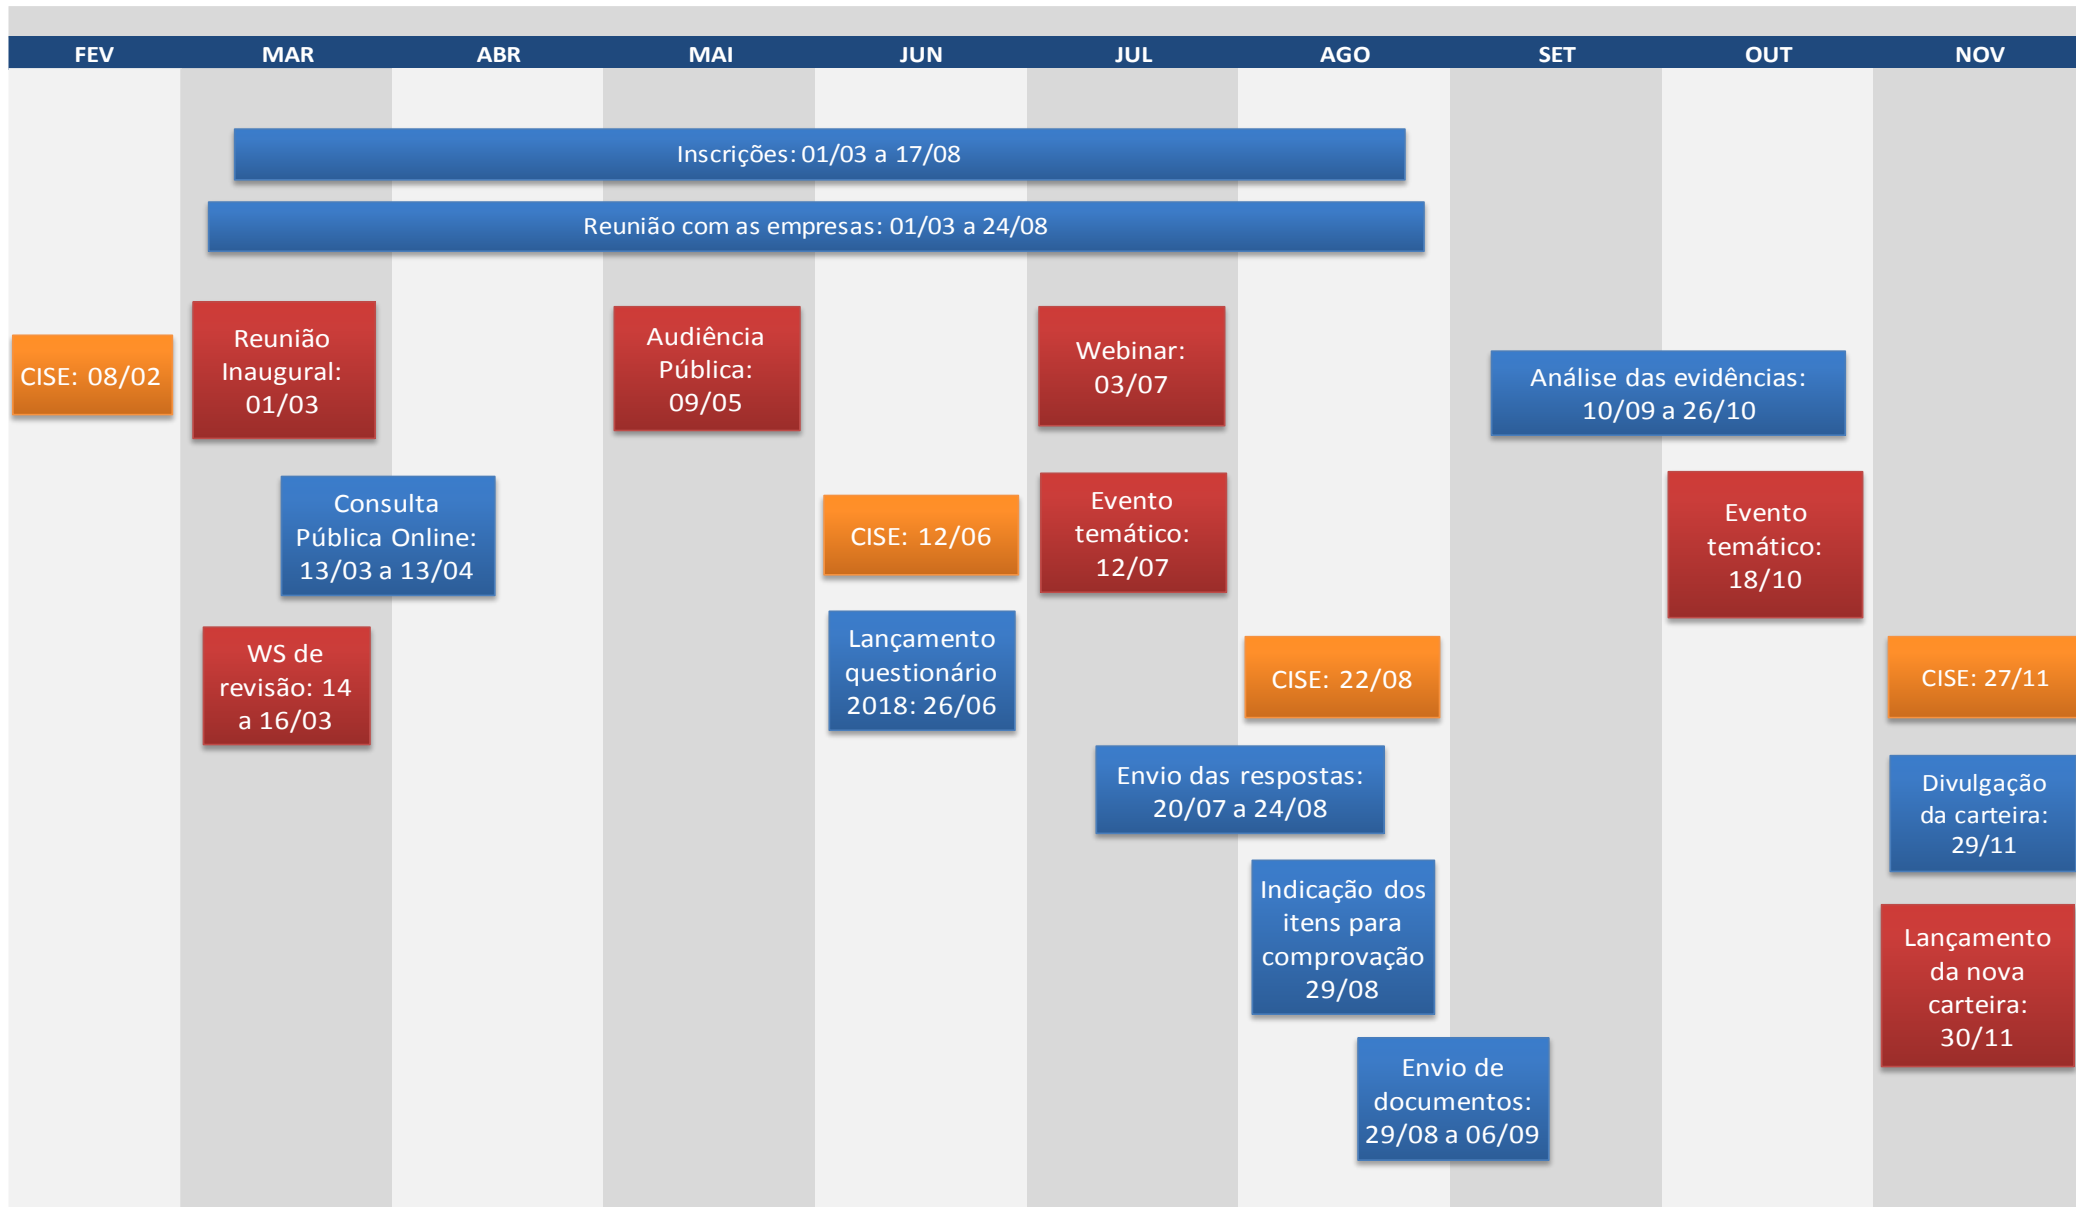 FEV MAR ABR MAI JUN JUL AGO SET OUT NOV
Inscrições: 01/03 a 17/08
Reunião com as empresas: 01/03 a 24/08
CISE: 08/02
Reunião
Inaugural:
01/03
Audiência
Pública:
09/05
Webinar:
03/07
Análise das evidências:
10/09 a 26/10
Consulta
Pública Online:
13/03 a 13/04
CISE: 12/06
Evento
temático:
12/07
Evento
temático:
18/10
WS de
revisão: 14
a 16/03
Lançamento
questionário
2018: 26/06
CISE: 22/08
CISE: 27/11
Envio das respostas:
20/07 a 24/08
Divulgação
da carteira:
29/11
Indicação dos
itens para
comprovação
29/08
Lançamento
da nova
carteira:
30/11
Envio de
documentos:
29/08 a 06/09